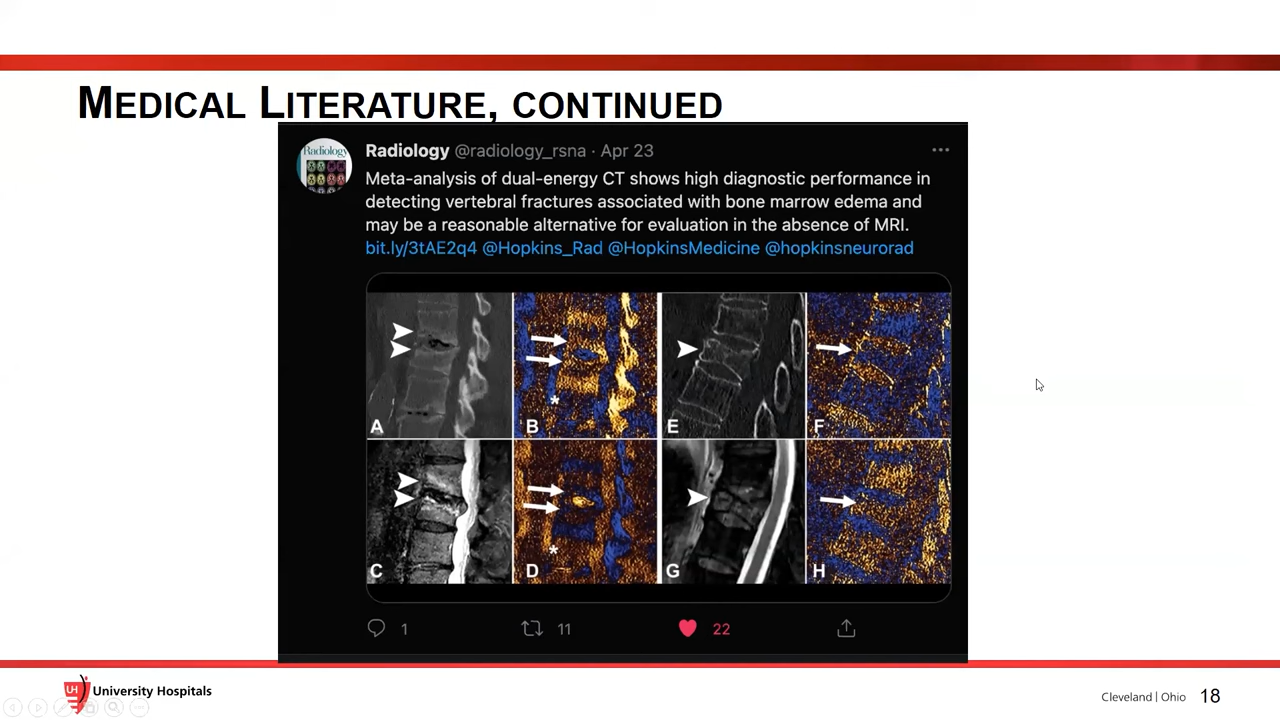 MEDICAL LITERATURE, CONTINUED
Radiology
Radiology @radiology_rsna · Apr 23
Meta-analysis of dual-energy CT shows high diagnostic performance in
detecting vertebral fractures associated with bone marrow edema and
may be a reasonable alternative for evaluation in the absence of MRI.
bit.ly/3tAE2q4 @Hopkins_Rad @HopkinsMedicine @hopkinsneurorad
A B E F
* 
C D G H
*
1 11 22
UH University Hospitals
Cleveland | Ohio 18